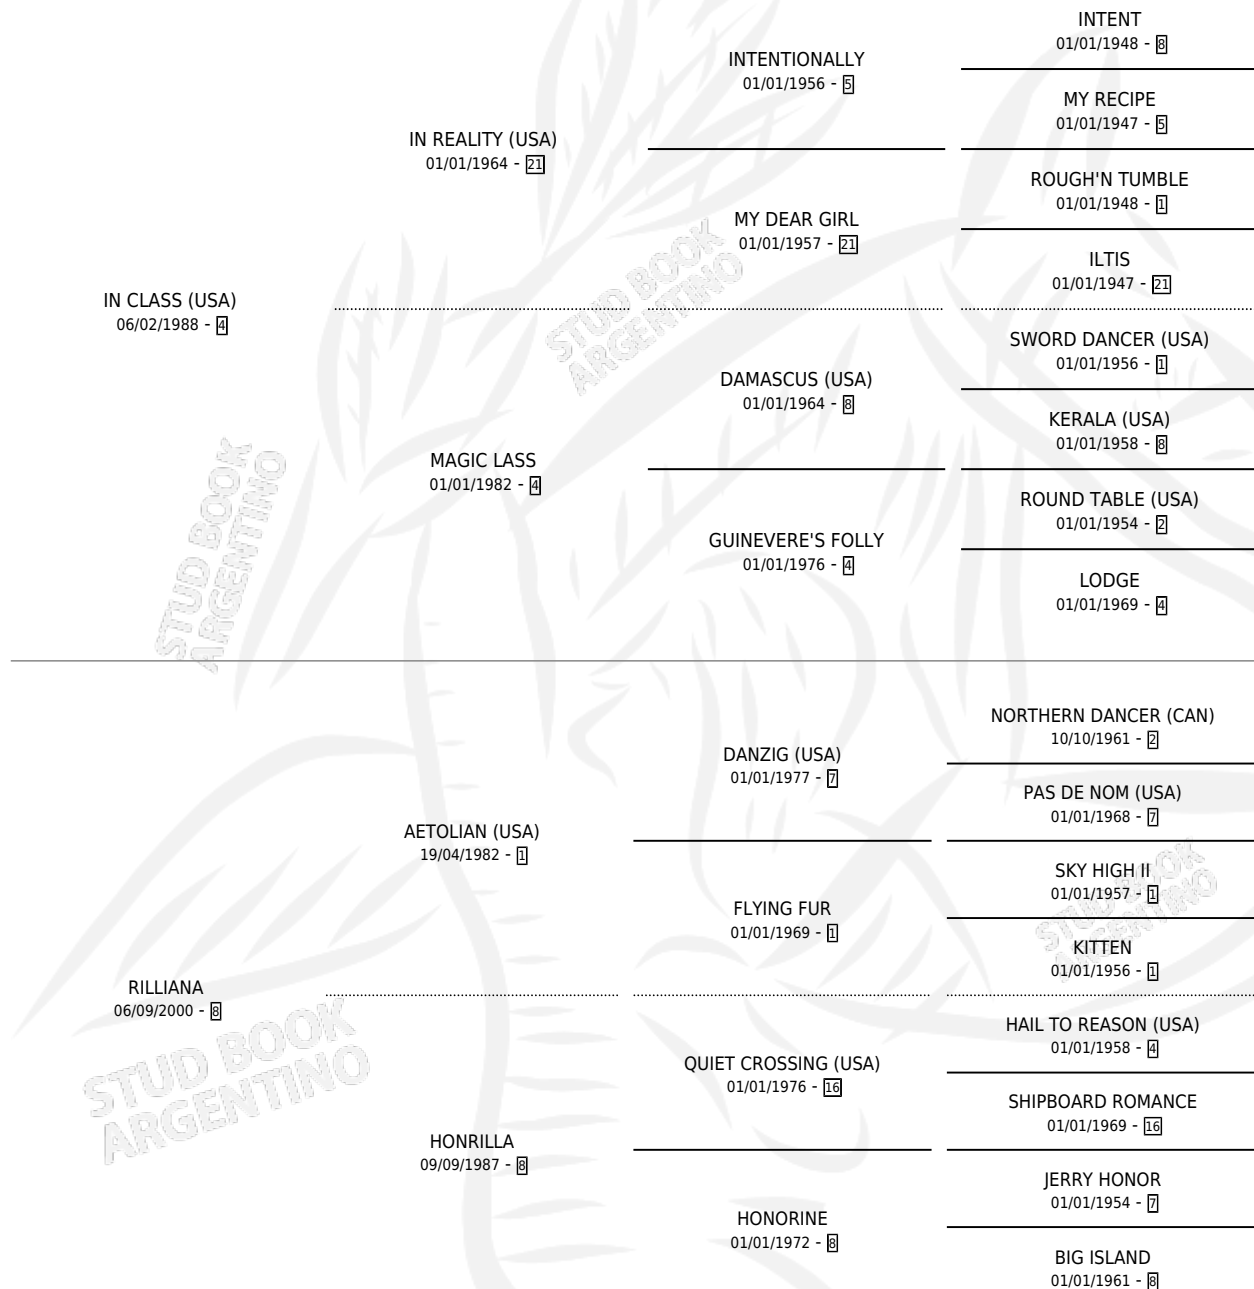 INTENT
01/01/1948 - 8
INTENTIONALLY
01/01/1956 - 5
MY RECIPE
01/01/1947 - 5
IN REALITY (USA)
01/01/1964 - 21
ROUGH'N TUMBLE
01/01/1948 - 1
MY DEAR GIRL
01/01/1957 - 21
ILTIS
01/01/1947 - 21
IN CLASS (USA)
06/02/1988 - 4
STUD BOOK
ARGENTINO
SWORD DANCER (USA)
01/01/1956 - 1
DAMASCUS (USA)
01/01/1964 - 8
KERALA (USA)
01/01/1958 - 8
MAGIC LASS
01/01/1982 - 4
ROUND TABLE (USA)
01/01/1954 - 2
GUINEVERE'S FOLLY
01/01/1976 - 4
LODGE
01/01/1969 - 4
STUD BOOK
ARGENTINO
NORTHERN DANCER (CAN)
10/10/1961 - 2
DANZIG (USA)
01/01/1977 - 7
PAS DE NOM (USA)
01/01/1968 - 7
AETOLIAN (USA)
19/04/1982 - 1
SKY HIGH II
01/01/1957 - 1
FLYING FUR
01/01/1969 - 1
KITTEN
01/01/1956 - 1
STUD BOOK
ARGENTINO
RILLIANA
06/09/2000 - 8
HAIL TO REASON (USA)
01/01/1958 - 4
QUIET CROSSING (USA)
01/01/1976 - 16
SHIPBOARD ROMANCE
01/01/1969 - 16
STUD BOOK
ARGENTINO
HONRILLA
09/09/1987 - 8
JERRY HONOR
01/01/1954 - 7
HONORINE
01/01/1972 - 8
BIG ISLAND
01/01/1961 - 8